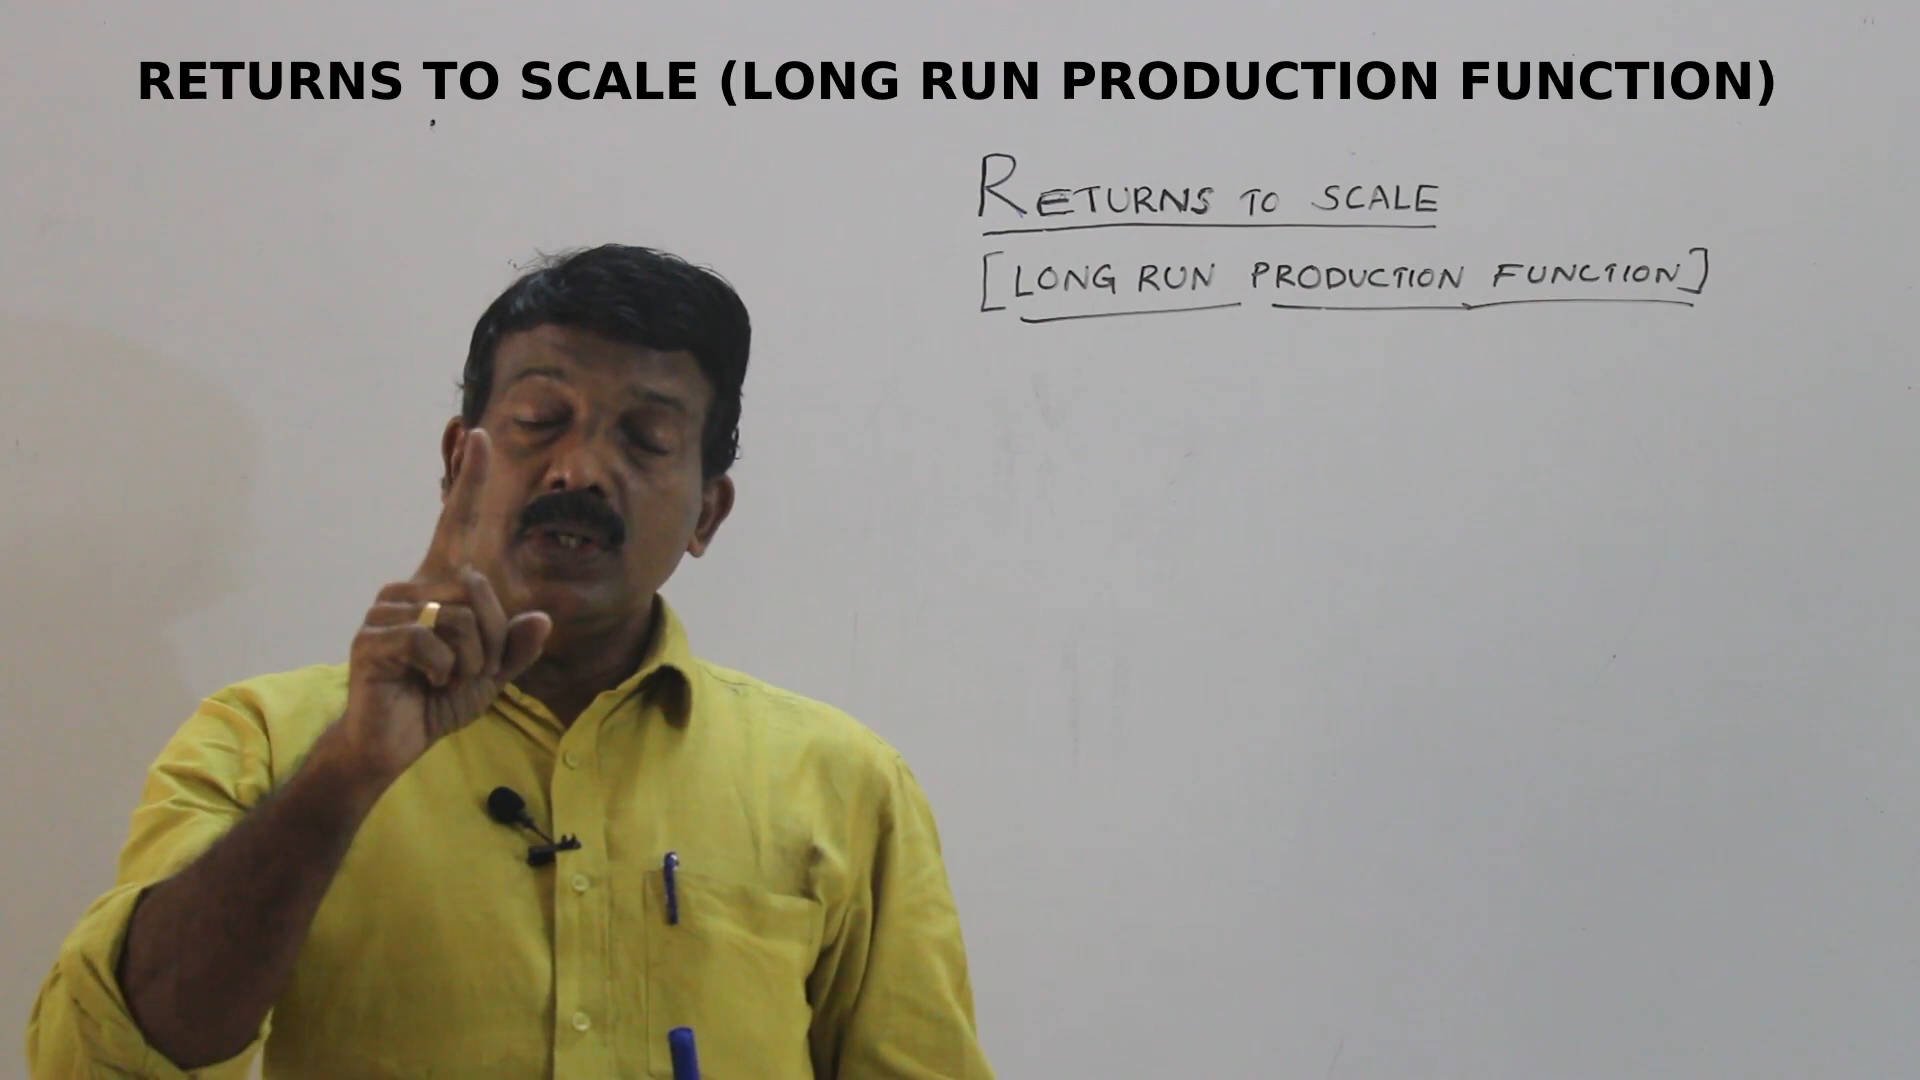 RETURNS TO SCALE (LONG RUN PRODUCTION FUNCTION)
RETURNS TO SCALE
[LONG RUN PRODUCTION FUNCTION]